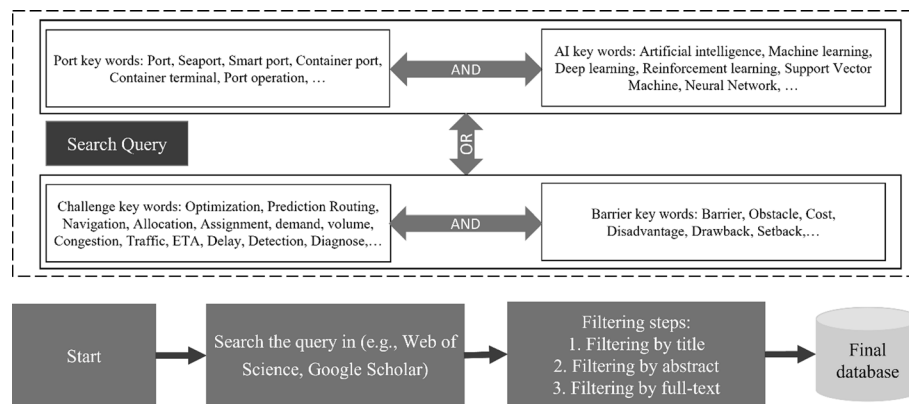 Port key words: Port, Seaport, Smart port, Container port,
Container terminal, Port operation, …
AND
AI key words: Artificial intelligence, Machine learning,
Deep learning, Reinforcement learning, Support Vector
Machine, Neural Network, …
Search Query
OR
Challenge key words: Optimization, Prediction Routing,
Navigation, Allocation, Assignment, demand, volume,
Congestion, Traffic, ETA, Delay, Detection, Diagnose,…
AND
Barrier key words: Barrier, Obstacle, Cost,
Disadvantage, Drawback, Setback,…
Start
Search the query in (e.g., Web of
Science, Google Scholar)
Filtering steps:
1. Filtering by title
2. Filtering by abstract
3. Filtering by full-text
Final
database